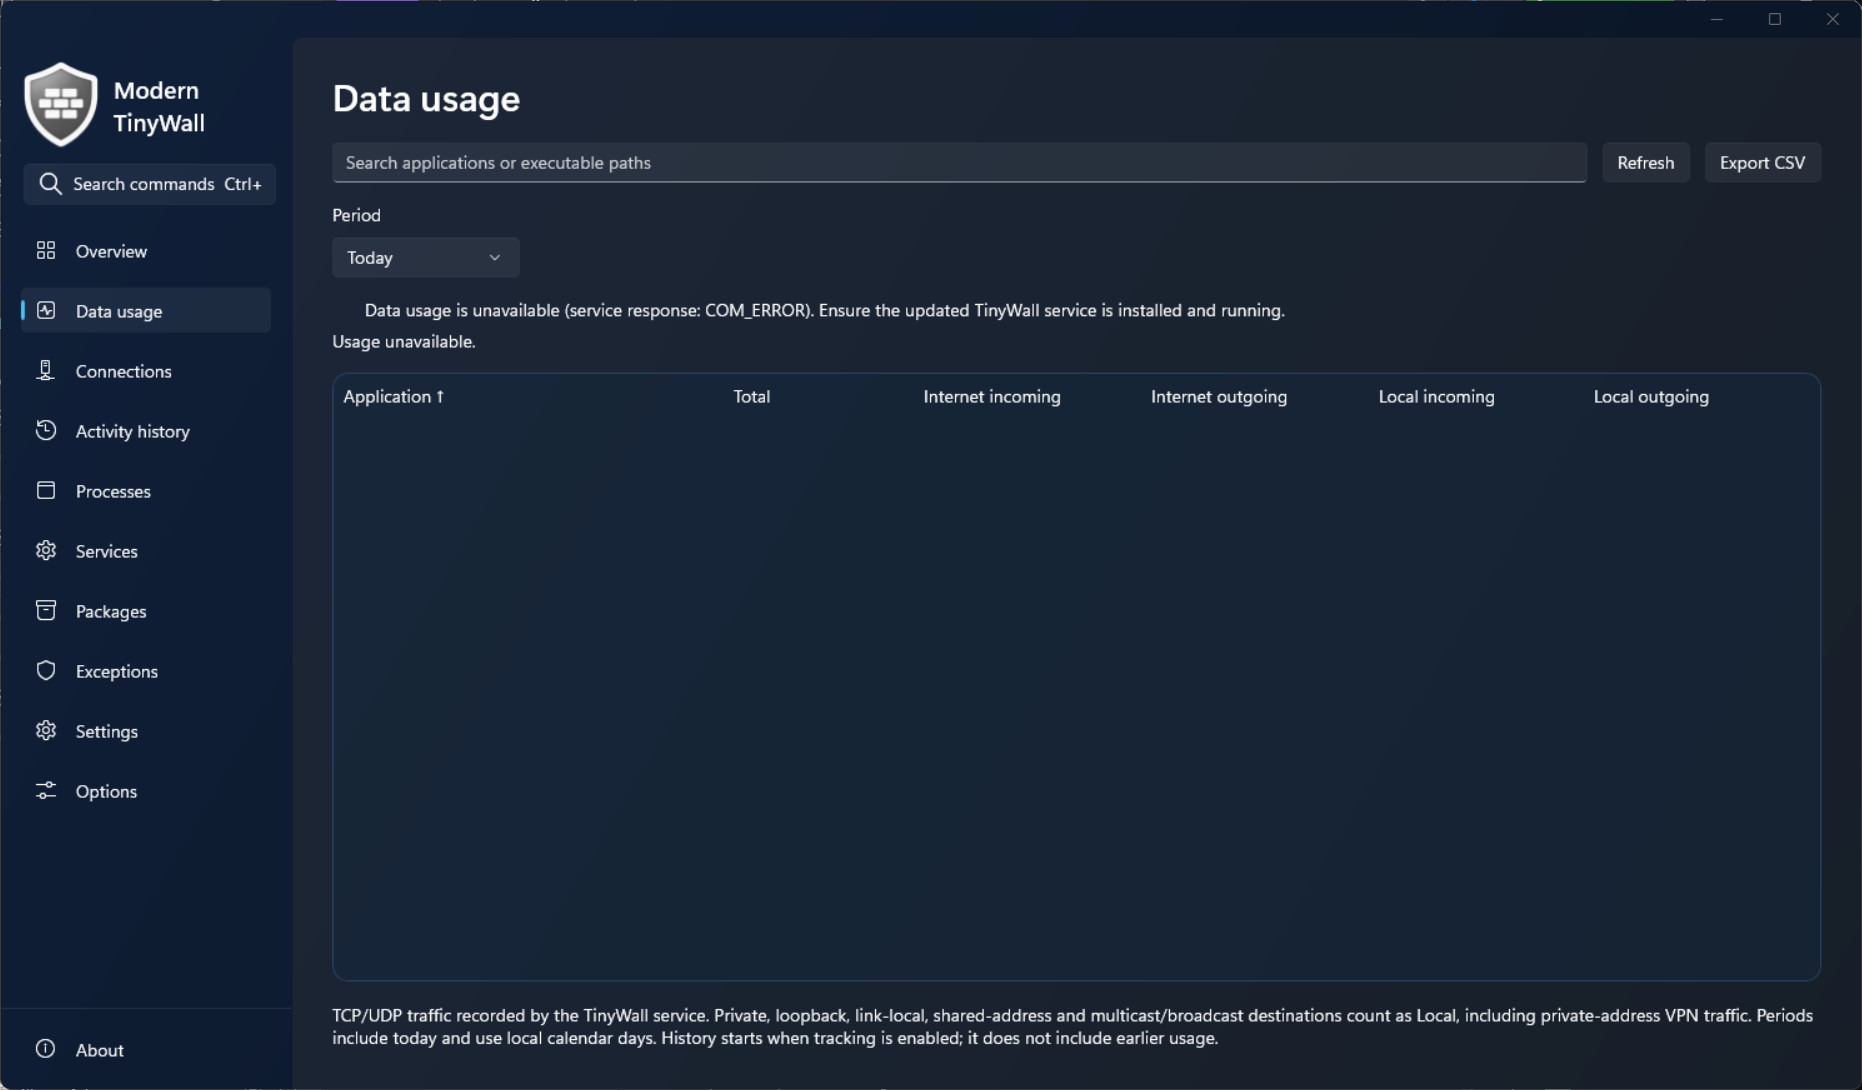 Modern
TinyWall
Search commands Ctrl+
Overview
Data usage
Connections
Activity history
Processes
Services
Packages
Exceptions
Settings
Options
About
Data usage
Search applications or executable paths
Refresh
Export CSV
Period
Today
Data usage is unavailable (service response: COM_ERROR). Ensure the updated TinyWall service is installed and running.
Usage unavailable.
Application ↑ Total Internet incoming Internet outgoing Local incoming Local outgoing
TCP/UDP traffic recorded by the TinyWall service. Private, loopback, link-local, shared-address and multicast/broadcast destinations count as Local, including private-address VPN traffic. Periods
include today and use local calendar days. History starts when tracking is enabled; it does not include earlier usage.